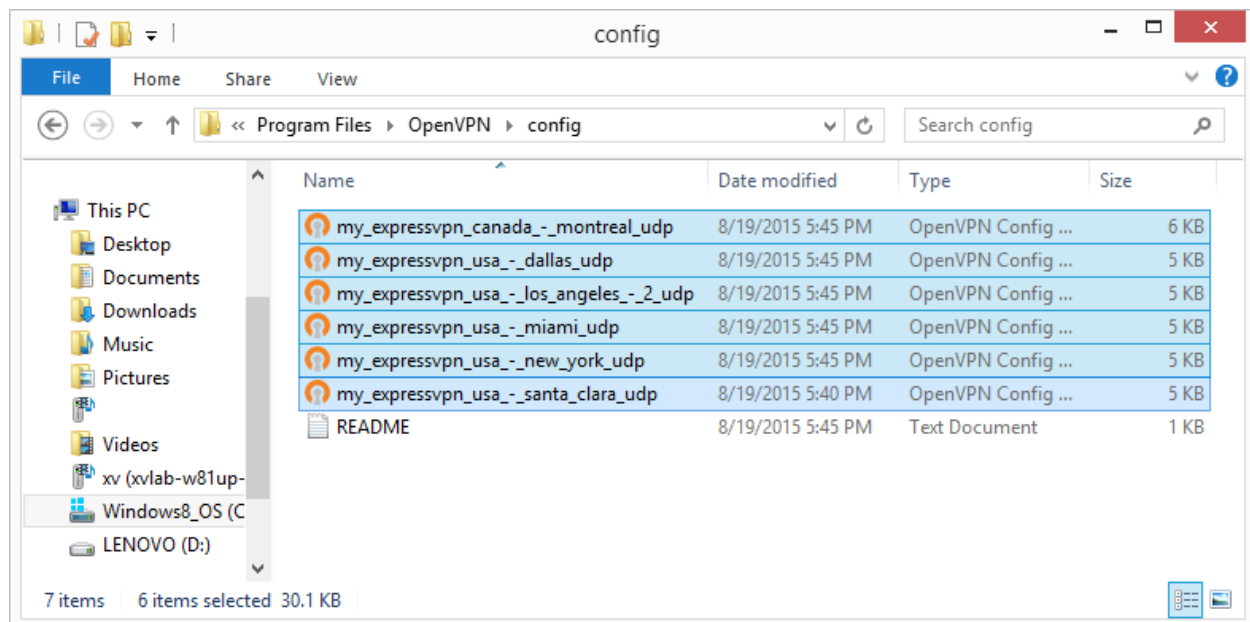 config
File Home Share View
« Program Files OpenVPN config Search config
Name Date modified Type Size
This PC
Desktop
Documents
Downloads
Music
Pictures
Videos
xv (xvlab-w81up-
Windows8_OS (C
LENOVO (D:)
my_expressvpn_canada_-_montreal_udp 8/19/2015 5:45 PM OpenVPN Config ... 6 KB
my_expressvpn_usa_-_dallas_udp 8/19/2015 5:45 PM OpenVPN Config ... 5 KB
my_expressvpn_usa_-_los_angeles_-_2_udp 8/19/2015 5:45 PM OpenVPN Config ... 5 KB
my_expressvpn_usa_-_miami_udp 8/19/2015 5:45 PM OpenVPN Config ... 5 KB
my_expressvpn_usa_-_new_york_udp 8/19/2015 5:45 PM OpenVPN Config ... 5 KB
my_expressvpn_usa_-_santa_clara_udp 8/19/2015 5:40 PM OpenVPN Config ... 5 KB
README 8/19/2015 5:45 PM Text Document 1 KB
7 items 6 items selected 30.1 KB